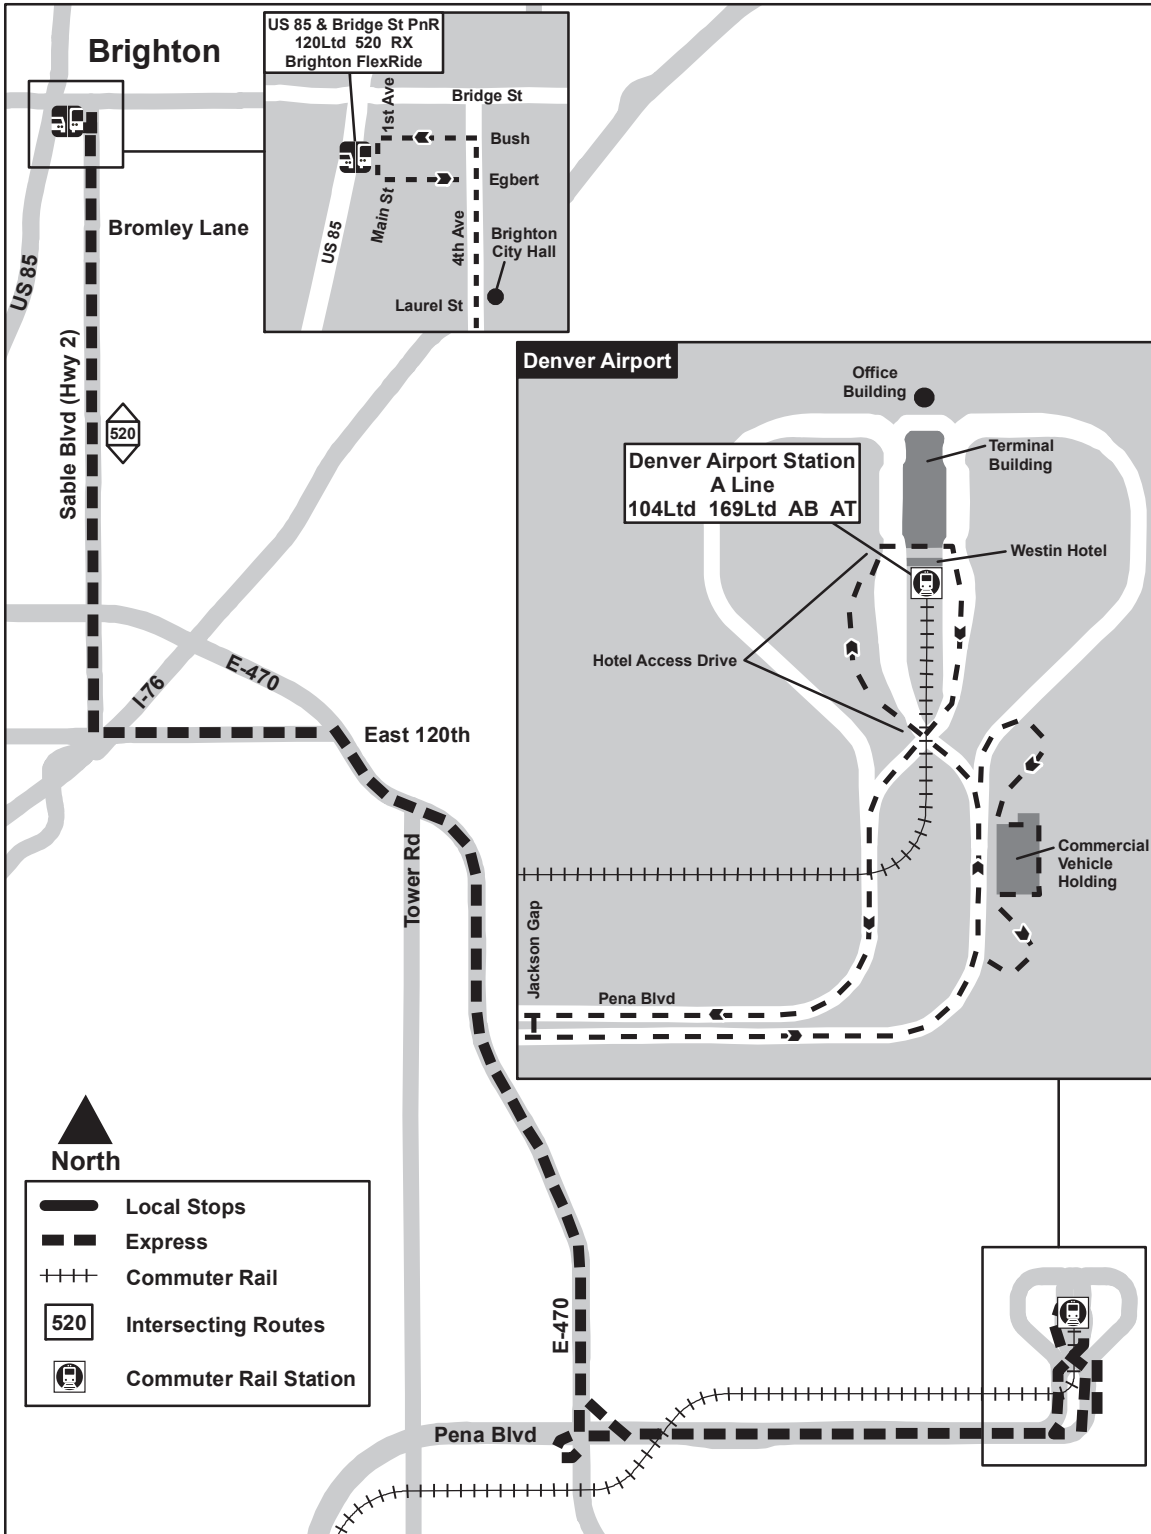 Brighton
US 85 & Bridge St PnR
120Ltd 520 RX
Brighton FlexRide
1st Ave
Bridge St
Bush
Egbert
Main St
US 85
4th Ave
Brighton
City Hall
Laurel St
Bromley Lane
US 85
Sable Blvd (Hwy 2)
520
Denver Airport
Office
Building
Terminal
Building
Denver Airport Station
A Line
104Ltd 169Ltd AB AT
Westin Hotel
Hotel Access Drive
E-470
I-76
East 120th
Tower Rd
Commercial
Vehicle
Holding
Jackson Gap
Pena Blvd
North
Local Stops
Express
Commuter Rail
520
Intersecting Routes
Commuter Rail Station
E-470
Pena Blvd